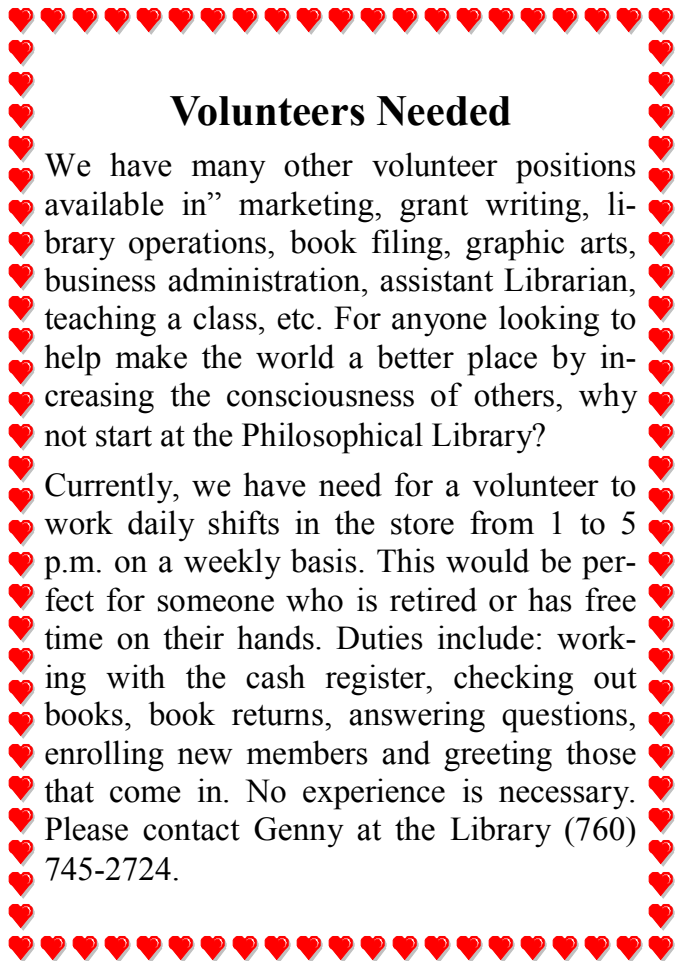 Volunteers Needed
We have many other volunteer positions
available in” marketing, grant writing, li-
brary operations, book filing, graphic arts,
business administration, assistant Librarian,
teaching a class, etc. For anyone looking to
help make the world a better place by in-
creasing the consciousness of others, why
not start at the Philosophical Library?
Currently, we have need for a volunteer to
work daily shifts in the store from 1 to 5
p.m. on a weekly basis. This would be per-
fect for someone who is retired or has free
time on their hands. Duties include: work-
ing with the cash register, checking out
books, book returns, answering questions,
enrolling new members and greeting those
that come in. No experience is necessary.
Please contact Genny at the Library (760)
745-2724.